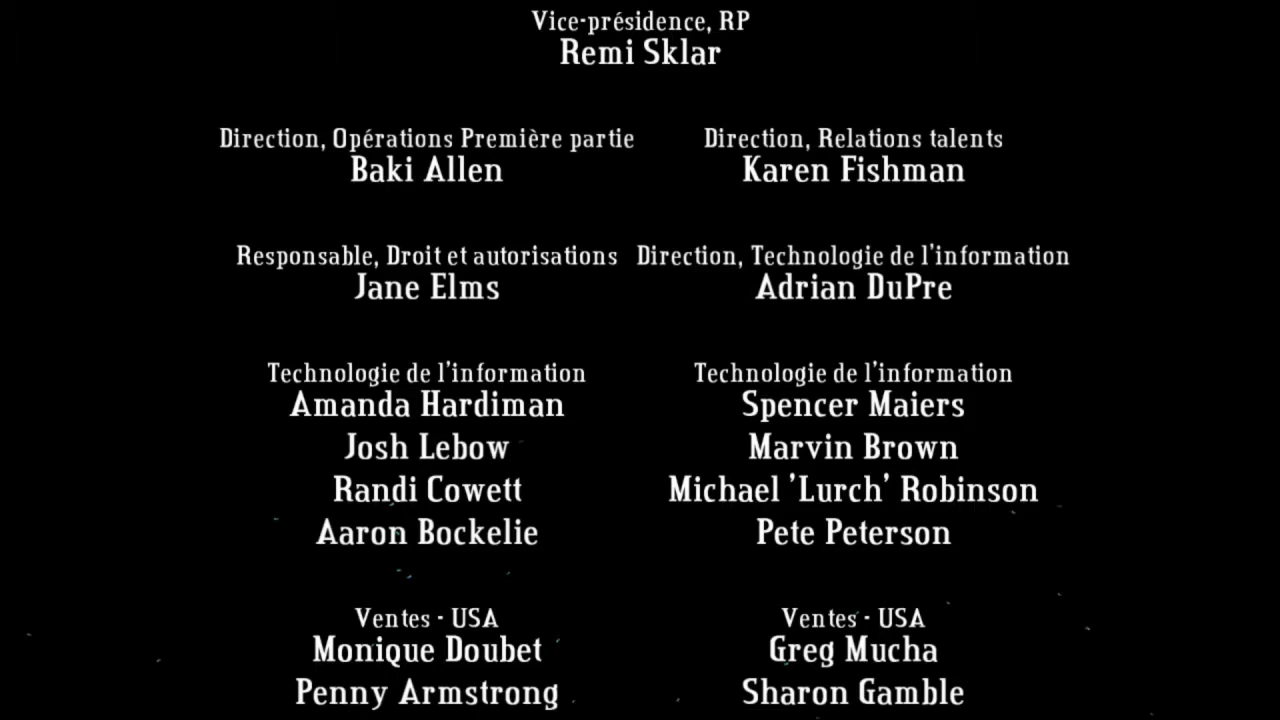 Vice-présidence, RP
Remi Sklar
Direction, Opérations Première partie
Baki Allen
Direction, Relations talents
Karen Fishman
Responsable, Droit et autorisations
Jane Elms
Direction, Technologie de l'information
Adrian DuPre
Technologie de l'information
Amanda Hardiman
Josh Lebow
Randi Cowett
Aaron Bockelie
Technologie de l'information
Spencer Maiers
Marvin Brown
Michael 'Lurch' Robinson
Pete Peterson
Ventes - USA
Monique Doubet
Penny Armstrong
Ventes - USA
Greg Mucha
Sharon Gamble